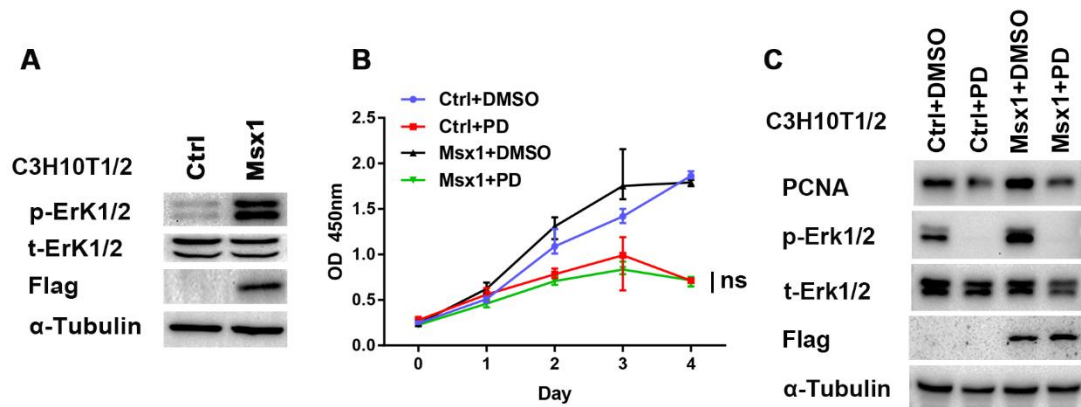 A
C3H10T1/2
Ctrl
Msx1
p-ErK1/2
t-ErK1/2
Flag
α-Tubulin
B
Ctrl+DMSO
Ctrl+PD
Msx1+DMSO
Msx1+PD
OD 450nm
2.5
2.0
1.5
1.0
0.5
0.0
0
1
2
3
4
Day
ns
C
C3H10T1/2
Ctrl+DMSO
Ctrl+PD
Msx1+DMSO
Msx1+PD
PCNA
p-Erk1/2
t-Erk1/2
Flag
α-Tubulin